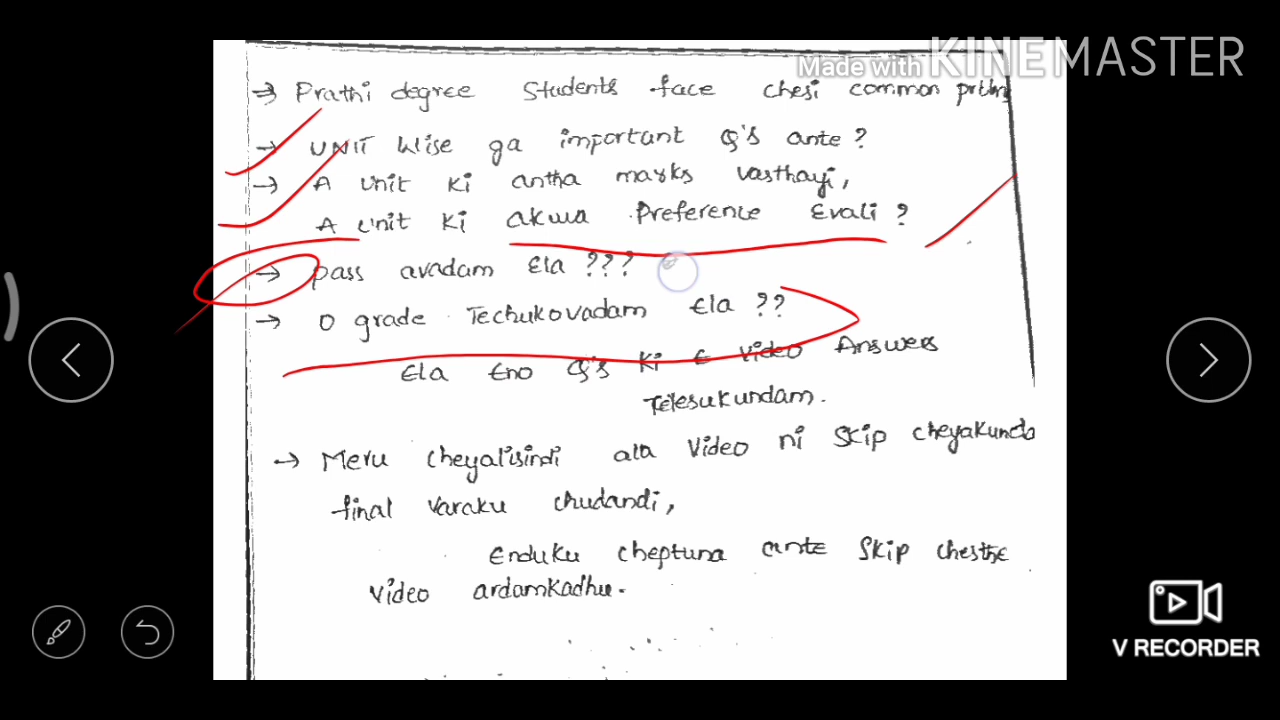 Made with KINEMASTER
→ Prathi degree Students face chesi common
→ UNIT Wise ga important Q's ante?
→ A unit ki antha marks vasthayi,
A unit ki akwa Preference Evali?
→ pass avadam Ela???
→ O grade Techukovadam Ela??
Ela Eno Q's Ki E Video Answers
Telesukundam.
→ Meru cheyalisindi ala Video ni Skip cheyakunda
final varaku chudandi,
Enduku cheptuna ante Skip chesthe
Video ardamkadhu.
V RECORDER